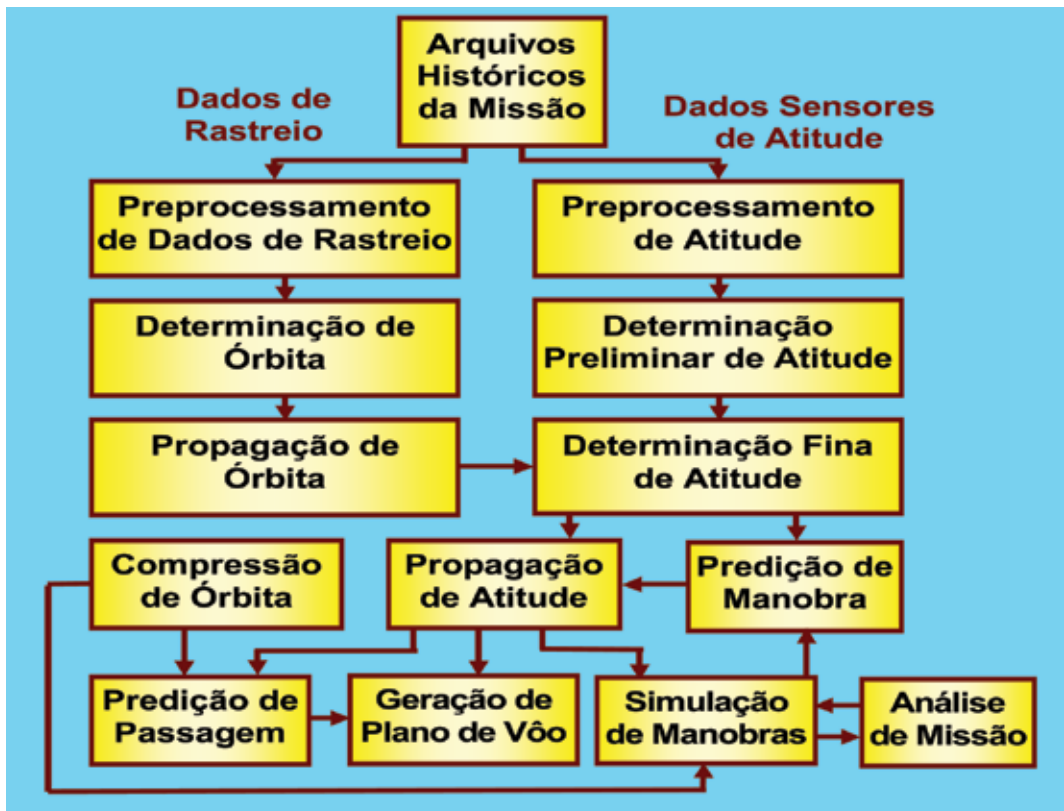 Arquivos
Históricos
da Missão
Dados de
Rastreio
Dados Sensores
de Atitude
Preprocessamento
de Dados de Rastreio
Preprocessamento
de Atitude
Determinação de
Órbita
Determinação
Preliminar de Atitude
Propagação de
Órbita
Determinação Fina
de Atitude
Compressão
de Órbita
Propagação
de Atitude
Predição de
Manobra
Predição de
Passagem
Geração de
Plano de Vôo
Simulação
de Manobras
Análise
de Missão